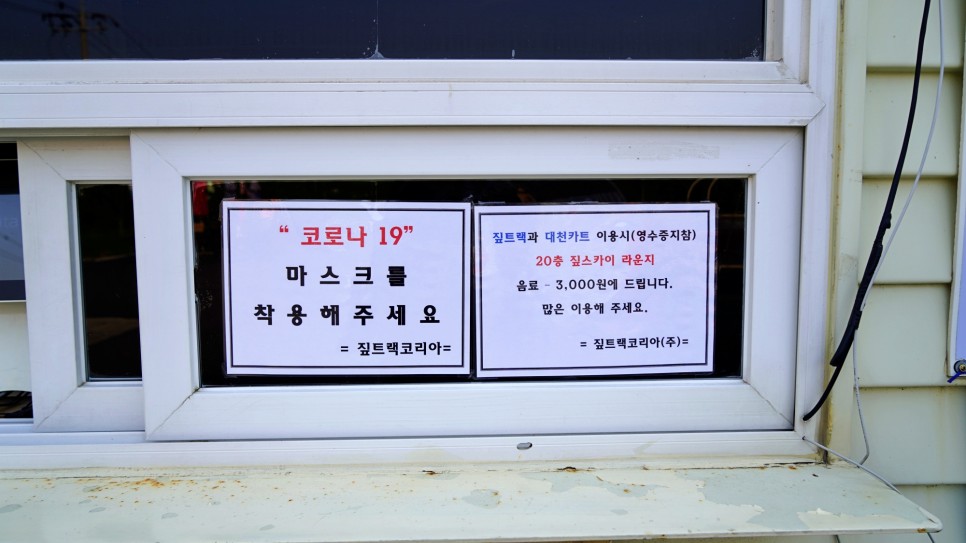 “ 코로나 19”
마 스 크 를
착 용 해 주 세 요
= 짚트랙코리아=
짚트랙과 대천카트 이용시(영수증지참)
20층 짚스카이 라운지
음료 - 3,000원에 드립니다.
많은 이용해 주세요.
= 짚트랙코리아(주)=